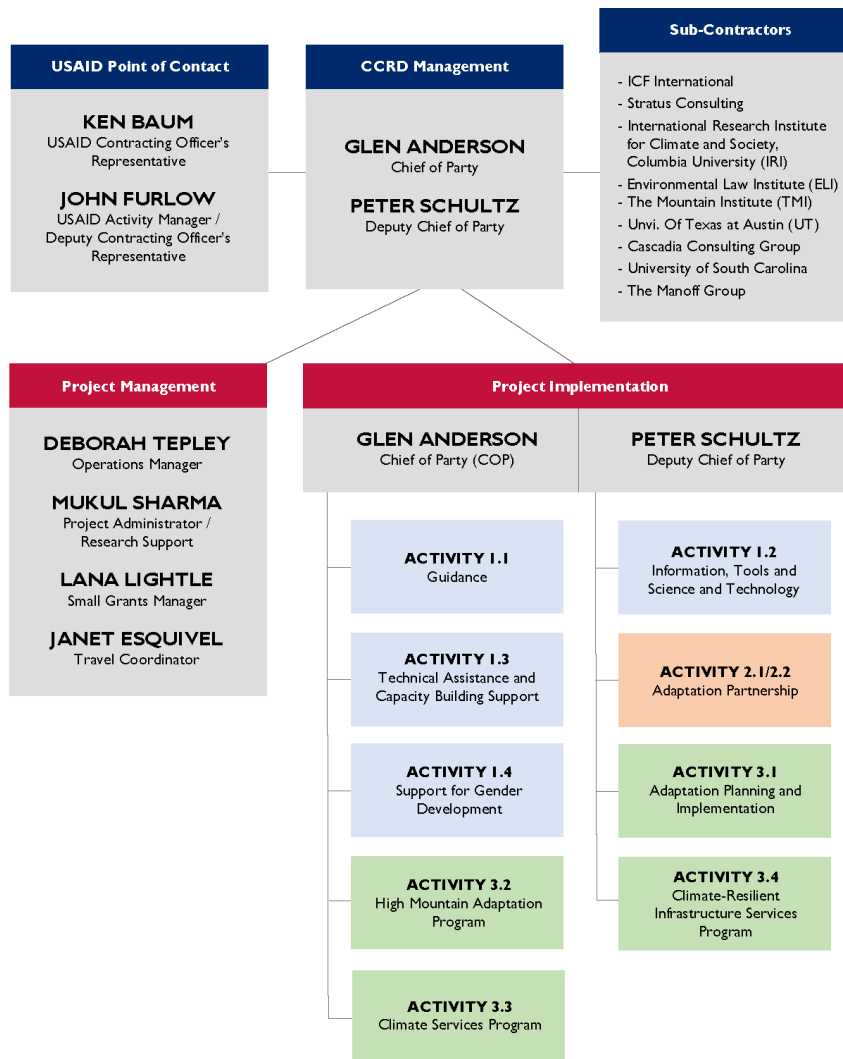 USAID Point of Contact
KEN BAUM
USAID Contracting Officer's
Representative
JOHN FURLOW
USAID Activity Manager /
Deputy Contracting Officer's
Representative
CCRD Management
GLEN ANDERSON
Chief of Party
PETER SCHULTZ
Deputy Chief of Party
Sub-Contractors
- ICF International
- Stratus Consulting
- International Research Institute
for Climate and Society,
Columbia University (IRI)
- Environmental Law Institute (ELI)
- The Mountain Institute (TMI)
- Unvi. Of Texas at Austin (UT)
- Cascadia Consulting Group
- University of South Carolina
- The Manoff Group
Project Management
DEBORAH TEPLEY
Operations Manager
MUKUL SHARMA
Project Administrator /
Research Support
LANA LIGHTLE
Small Grants Manager
JANET ESQUIVEL
Travel Coordinator
Project Implementation
GLEN ANDERSON
Chief of Party (COP)
PETER SCHULTZ
Deputy Chief of Party
ACTIVITY 1.1
Guidance
ACTIVITY 1.3
Technical Assistance and
Capacity Building Support
ACTIVITY 1.4
Support for Gender
Development
ACTIVITY 3.2
High Mountain Adaptation
Program
ACTIVITY 3.3
Climate Services Program
ACTIVITY 1.2
Information, Tools and
Science and Technology
ACTIVITY 2.1/2.2
Adaptation Partnership
ACTIVITY 3.1
Adaptation Planning and
Implementation
ACTIVITY 3.4
Climate-Resilient
Infrastructure Services
Program